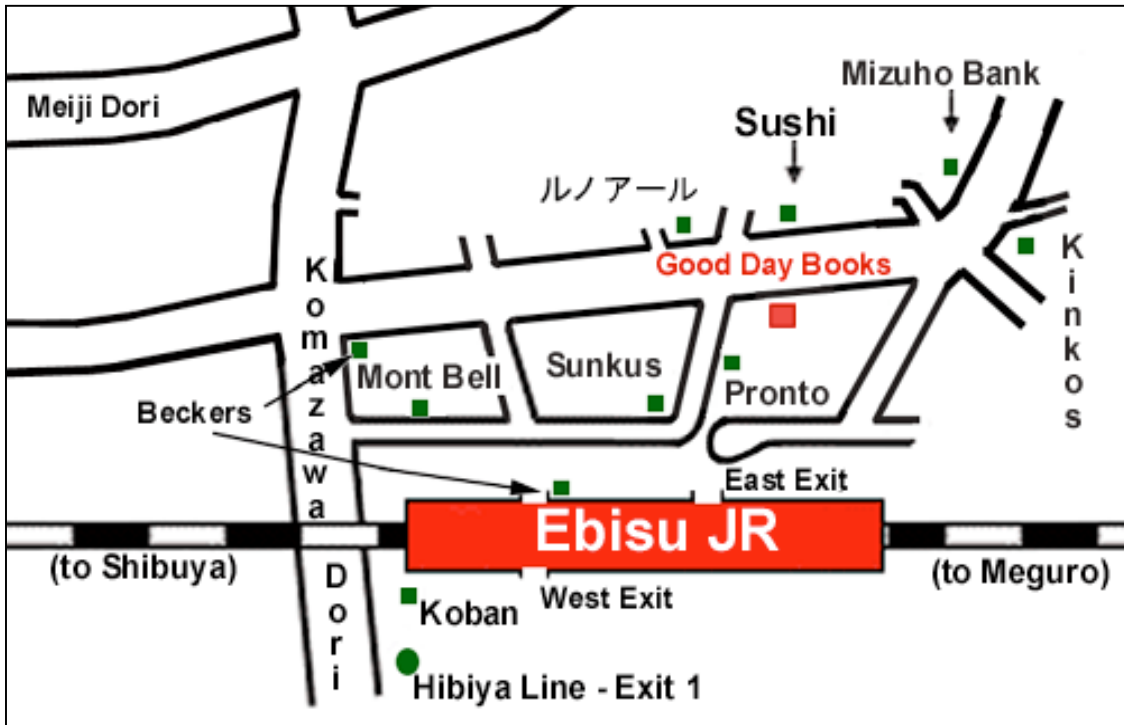 Mizuho Bank
Meiji Dori
Sushi
ルノアール
Good Day Books
Kinkos
Komazawa Dori
Mont Bell
Sunkus
Pronto
Beckers
East Exit
Ebisu JR
(to Shibuya)
(to Meguro)
West Exit
Koban
Hibiya Line - Exit 1